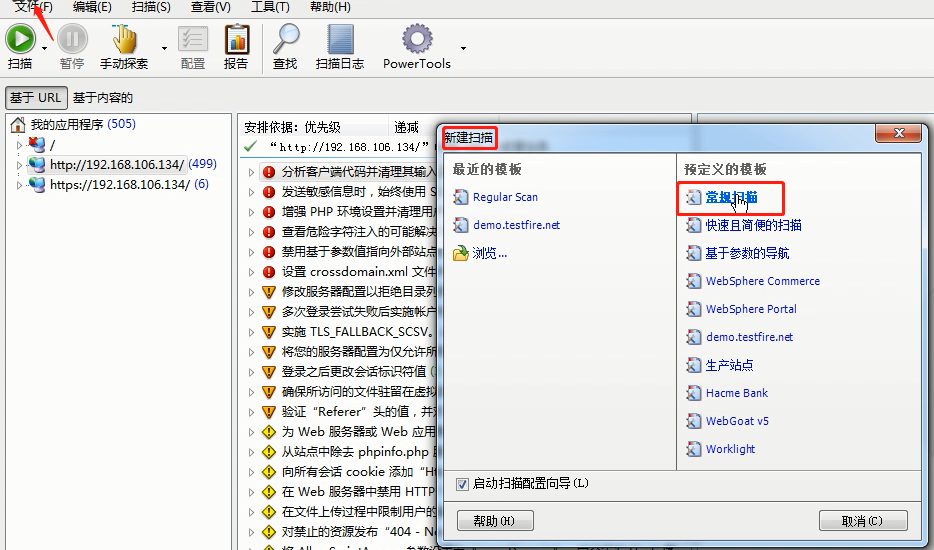 文件(F) 编辑(E) 扫描(S) 查看(V) 工具(T) 帮助(H)
扫描 暂停 手动探索 配置 报告 查找 扫描日志 PowerTools
基于 URL 基于内容的
我的应用程序 (505)
/
http://192.168.106.134/ (499)
https://192.168.106.134/ (6)
安排依据: 优先级 递减
“http://192.168.106.134/”
分析客户端代码并清理其输入
发送敏感信息时，始终使用 S
增强 PHP 环境设置并清理用户
查看危险字符注入的可能解决
禁用基于参数值指向外部站点
设置 crossdomain.xml 文件
修改服务器配置以拒绝目录列
多次登录尝试失败后实施帐户
实施 TLS_FALLBACK_SCSV。
将您的服务器配置为仅允许所
登录之后更改会话标识符值
确保所访问的文件驻留在虚拟
验证“Referer”头的值，并
为 Web 服务器或 Web 应用
从站点中除去 phpinfo.php
向所有会话 cookie 添加“Ht
在 Web 服务器中禁用 HTTP
在文件上传过程中限制用户的
对禁止的资源发布“404 - No
新建扫描
最近的模板
Regular Scan
demo.testfire.net
浏览...
预定义的模板
常规扫描
快速且简便的扫描
基于参数的导航
WebSphere Commerce
WebSphere Portal
demo.testfire.net
生产站点
Hacme Bank
WebGoat v5
Worklight
启动扫描配置向导(L)
帮助(H) 取消(C)